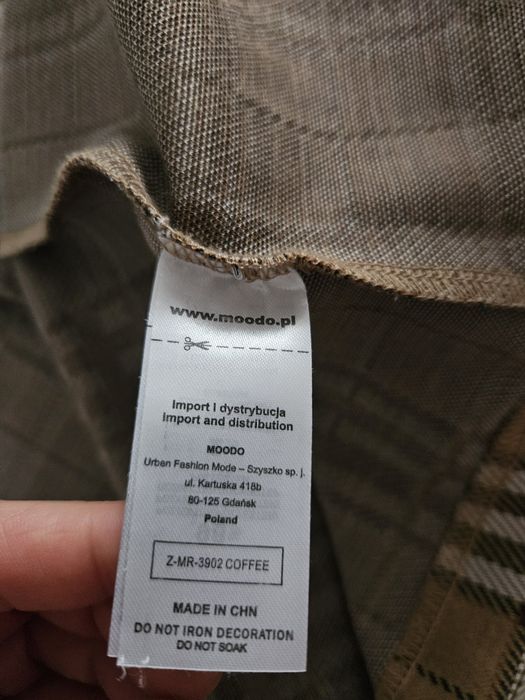 www.moodo.pl
Import i dystrybucja
Import and distribution
MOODO
Urban Fashion Mode – Szyszko sp. j.
ul. Kartuska 418b
80-125 Gdańsk
Poland
Z-MR-3902 COFFEE
MADE IN CHN
DO NOT IRON DECORATION
DO NOT SOAK